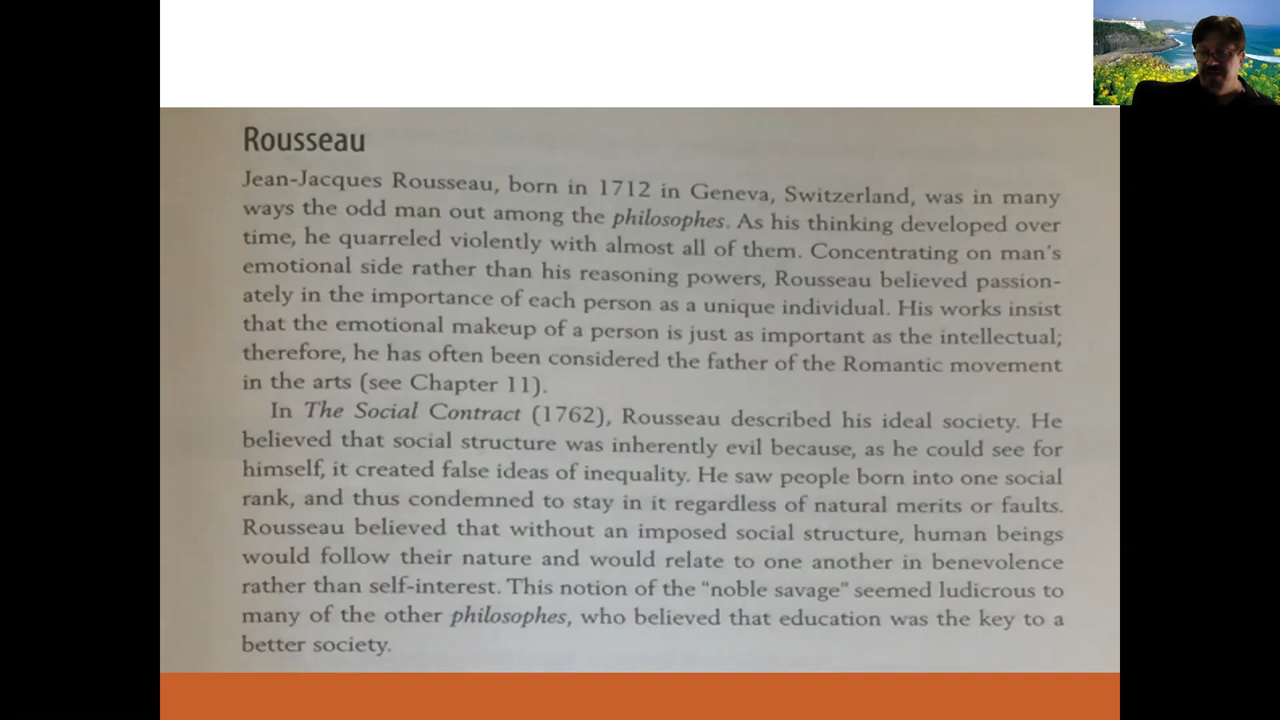 Rousseau
Jean-Jacques Rousseau, born in 1712 in Geneva, Switzerland, was in many
ways the odd man out among the philosophes. As his thinking developed over
time, he quarreled violently with almost all of them. Concentrating on man's
emotional side rather than his reasoning powers, Rousseau believed passion-
ately in the importance of each person as a unique individual. His works insist
that the emotional makeup of a person is just as important as the intellectual;
therefore, he has often been considered the father of the Romantic movement
in the arts (see Chapter 11).
In The Social Contract (1762), Rousseau described his ideal society. He
believed that social structure was inherently evil because, as he could see for
himself, it created false ideas of inequality. He saw people born into one social
rank, and thus condemned to stay in it regardless of natural merits or faults.
Rousseau believed that without an imposed social structure, human beings
would follow their nature and would relate to one another in benevolence
rather than self-interest. This notion of the “noble savage” seemed ludicrous to
many of the other philosophes, who believed that education was the key to a
better society.